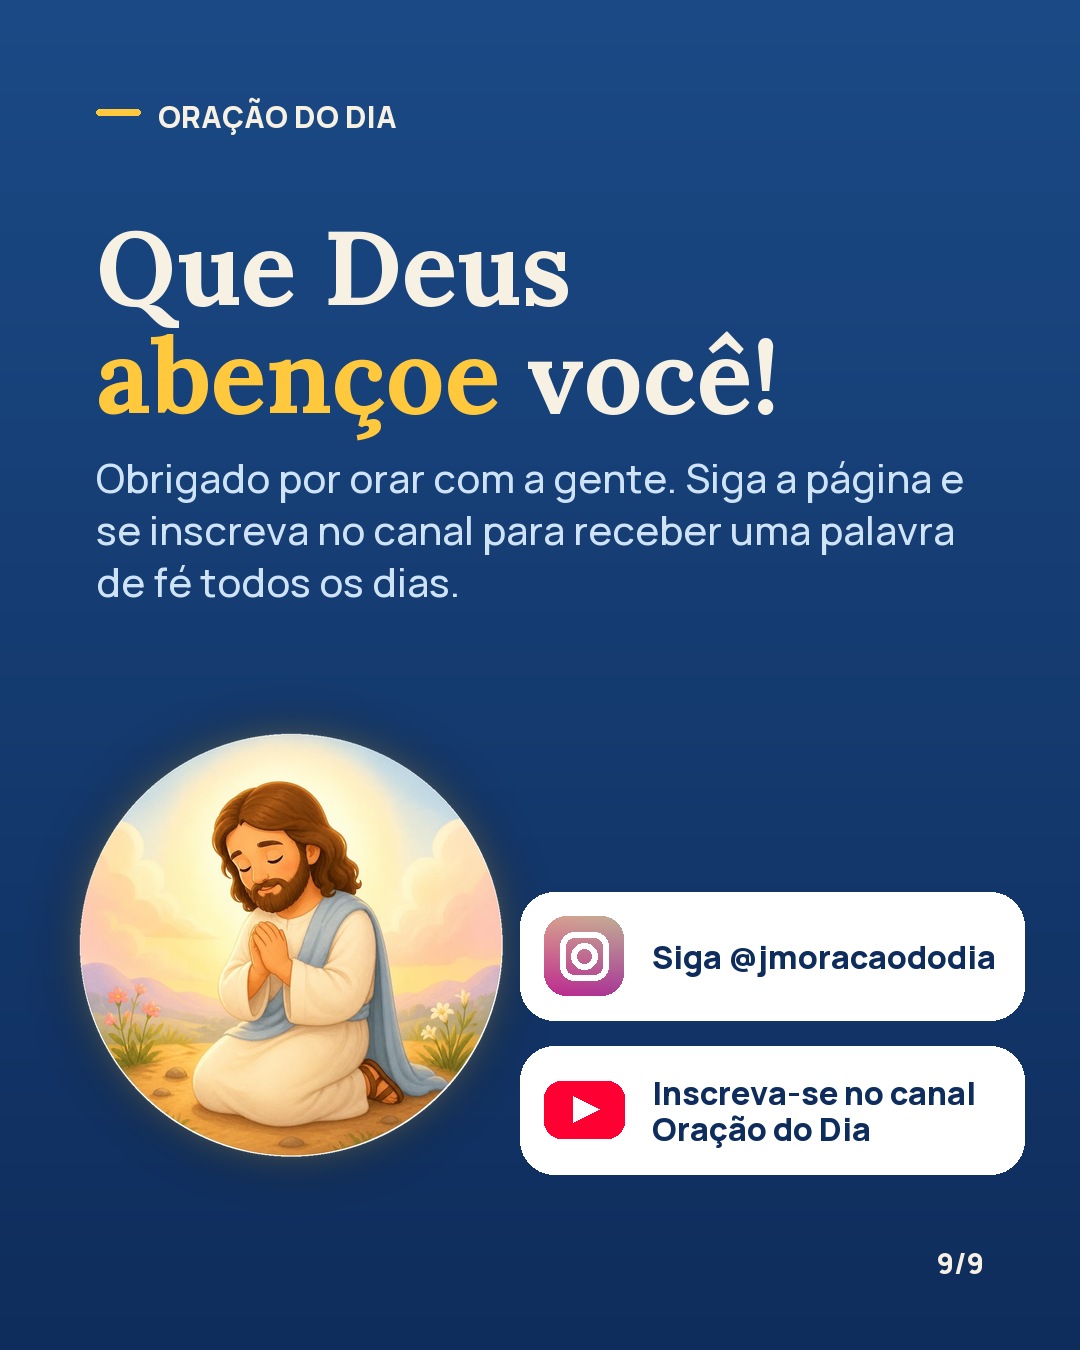 ORAÇÃO DO DIA
Que Deus
abençoe você!
Obrigado por orar com a gente. Siga a página e
se inscreva no canal para receber uma palavra
de fé todos os dias.
Siga @jmoracaododia
Inscreva-se no canal
Oração do Dia
9/9